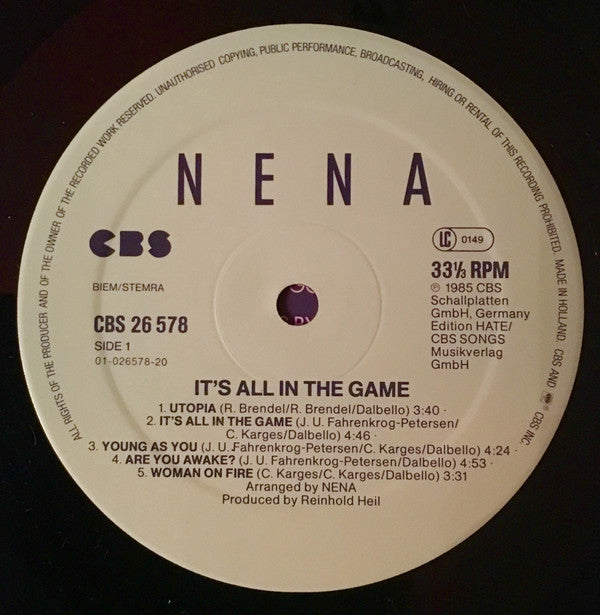 ALL RIGHTS OF THE PRODUCER AND OF THE OWNER OF THE RECORDED WORK RESERVED. UNAUTHORISED COPYING, PUBLIC PERFORMANCE, BROADCASTING, HIRING OR RENTAL OF THIS RECORDING PROHIBITED. MADE IN HOLLAND. CBS AND CBS INC.
NENA
CBS
LC 0149
BIEM/STEMRA
33⅓ RPM
℗ 1985 CBS
Schallplatten
GmbH, Germany
Edition HATE/
CBS SONGS
Musikverlag
GmbH
CBS 26 578
SIDE 1
01-026578-20
IT'S ALL IN THE GAME
1. UTOPIA (R. Brendel/R. Brendel/Dalbello) 3:40 ·
2. IT'S ALL IN THE GAME (J. U. Fahrenkrog-Petersen/
C. Karges/Dalbello) 4:46 ·
3. YOUNG AS YOU (J. U. Fahrenkrog-Petersen/C. Karges/Dalbello) 4:24 ·
4. ARE YOU AWAKE? (J. U. Fahrenkrog-Petersen/Dalbello) 4:53 ·
5. WOMAN ON FIRE (C. Karges/C. Karges/Dalbello) 3:31
Arranged by NENA
Produced by Reinhold Heil